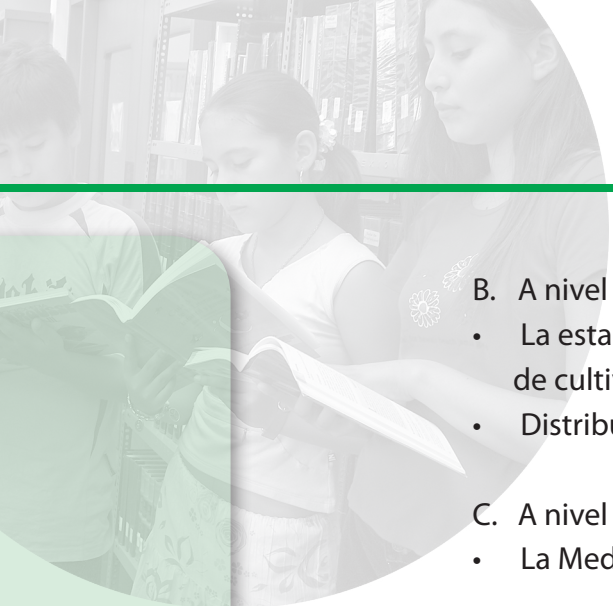 B. A nivel
• La esta
de culti
• Distribu
C. A nivel
• La Med